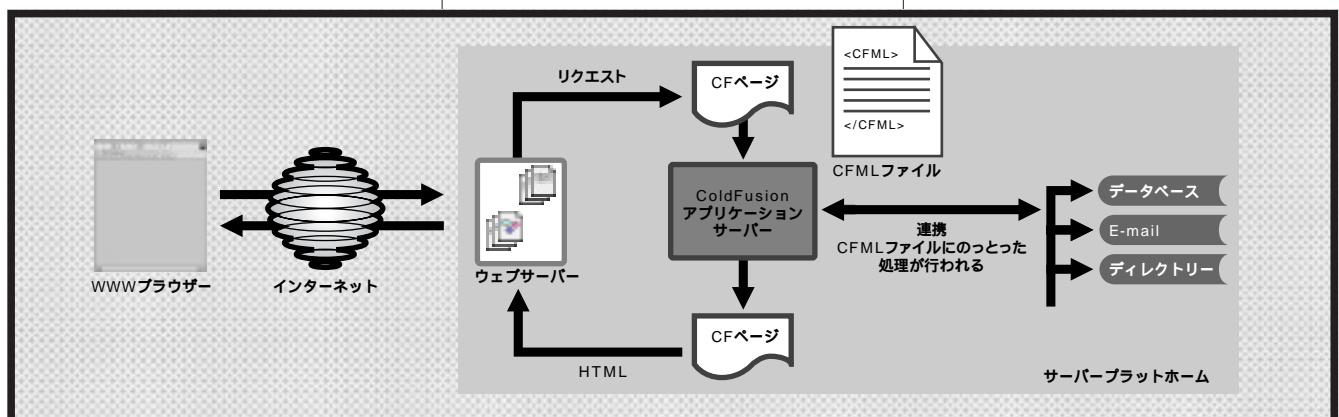 WWWブラウザー
インターネット
リクエスト
ウェブサーバー
CFページ
<CFML>
</CFML>
CFMLファイル
ColdFusion
アプリケーション
サーバー
連携
CFMLファイルにのっとった
処理が行われる
データベース
E-mail
ディレクトリー
CFページ
HTML
サーバープラットホーム